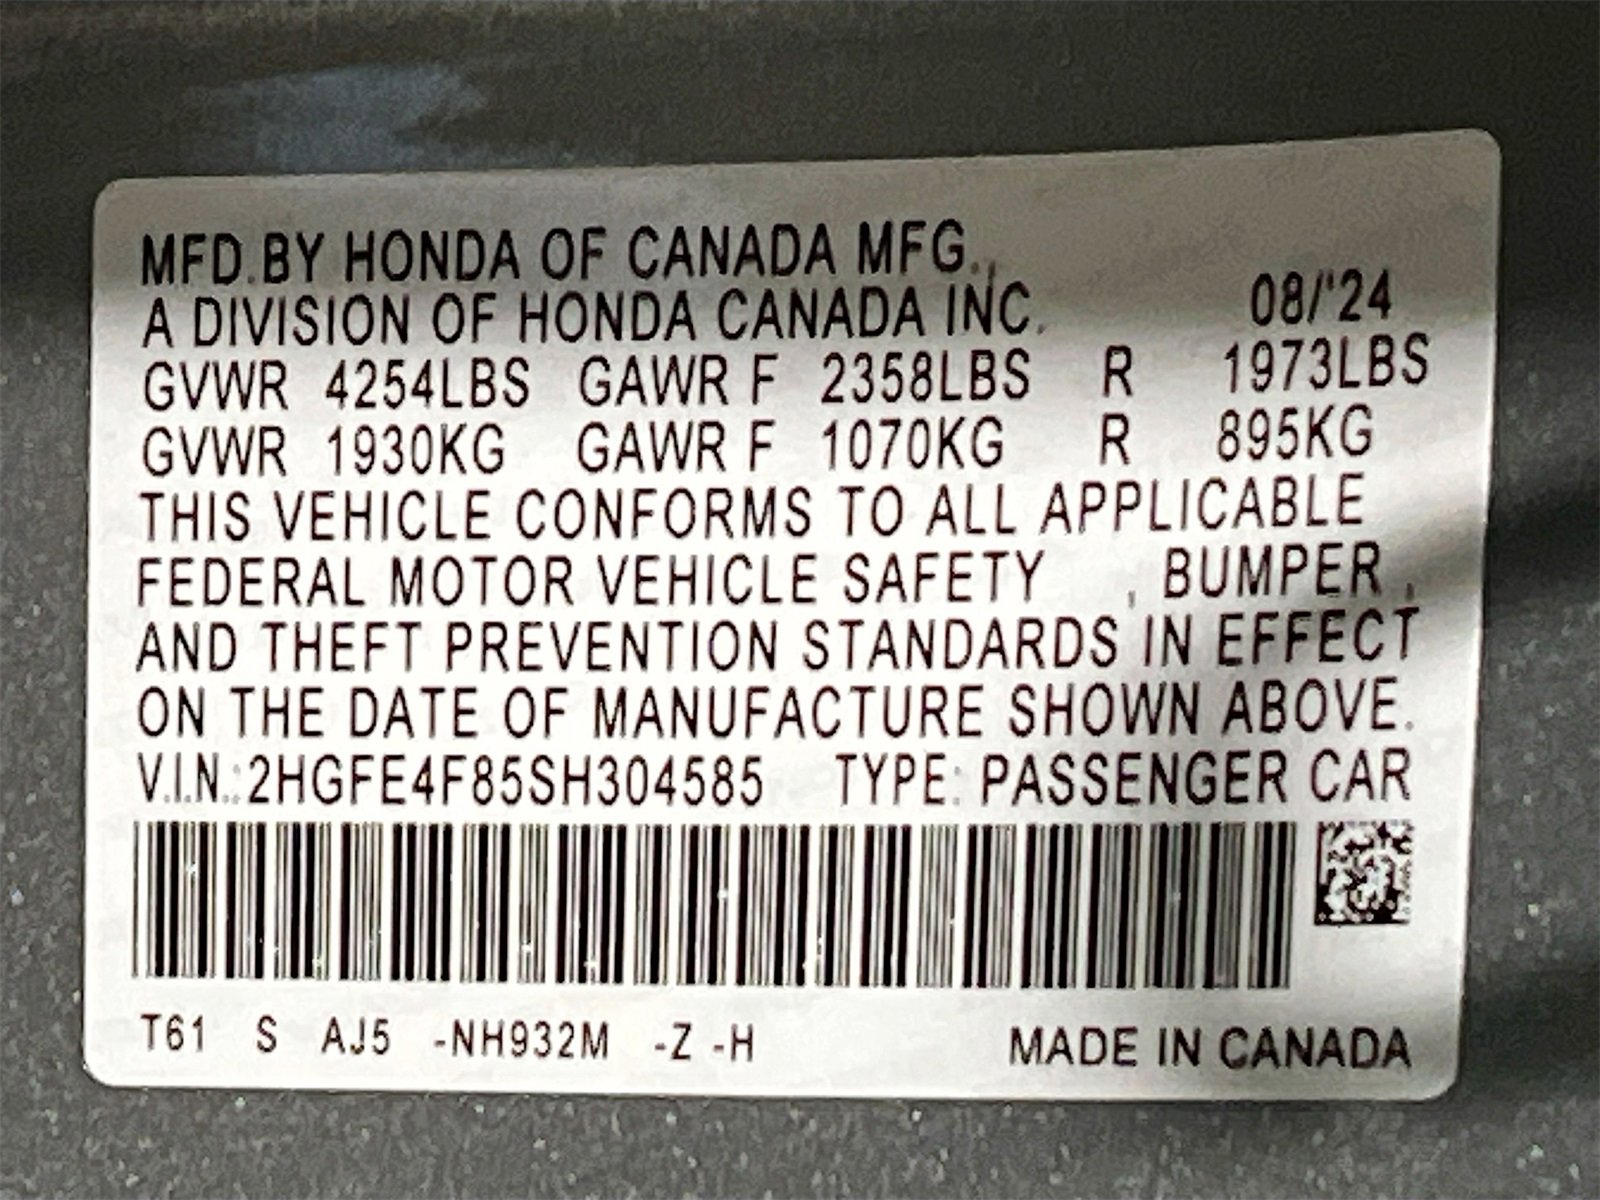 MFD.BY HONDA OF CANADA MFG.,
A DIVISION OF HONDA CANADA INC. 08/'24
GVWR 4254LBS GAWR F 2358LBS R 1973LBS
GVWR 1930KG GAWR F 1070KG R 895KG
THIS VEHICLE CONFORMS TO ALL APPLICABLE
FEDERAL MOTOR VEHICLE SAFETY , BUMPER ,
AND THEFT PREVENTION STANDARDS IN EFFECT
ON THE DATE OF MANUFACTURE SHOWN ABOVE.
V.I.N.:2HGFE4F85SH304585 TYPE: PASSENGER CAR
T61 S AJ5 -NH932M -Z -H MADE IN CANADA